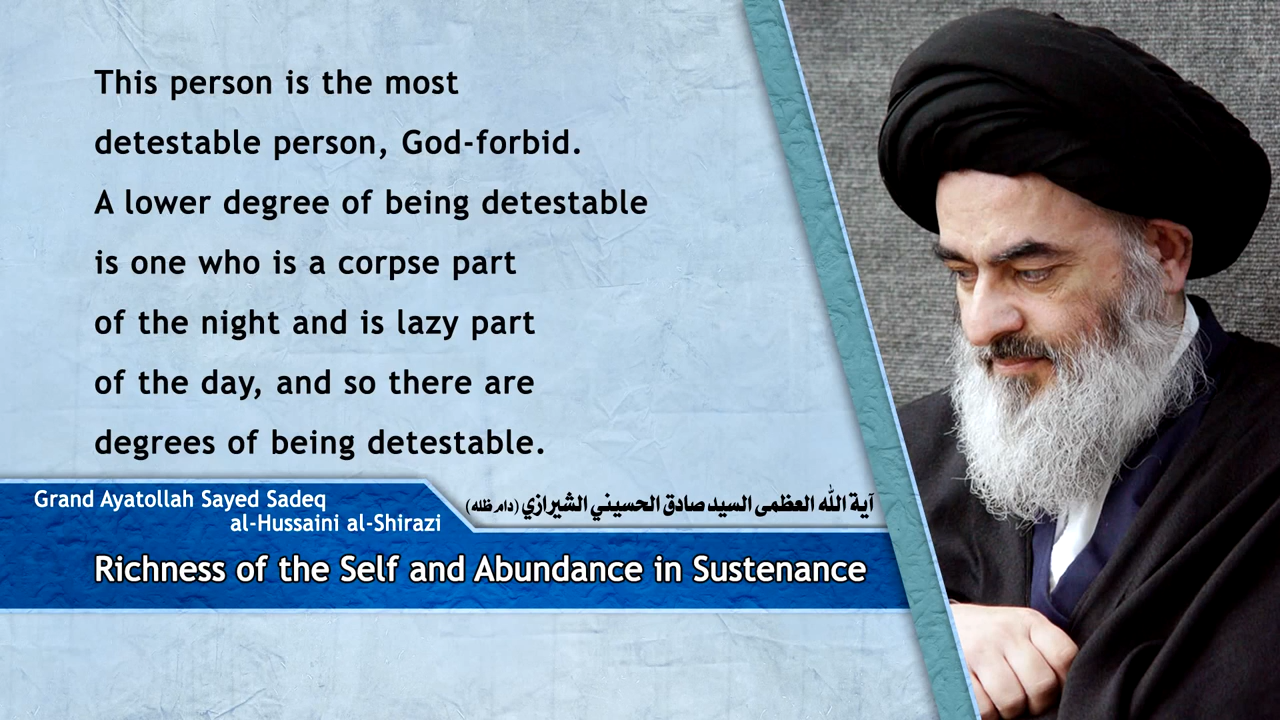 This person is the most
detestable person, God-forbid.
A lower degree of being detestable
is one who is a corpse part
of the night and is lazy part
of the day, and so there are
degrees of being detestable.
Grand Ayatollah Sayed Sadeq
al-Hussaini al-Shirazi
آية الله العظمى السيد صادق الحسيني الشيرازي (دام ظله)
Richness of the Self and Abundance in Sustenance